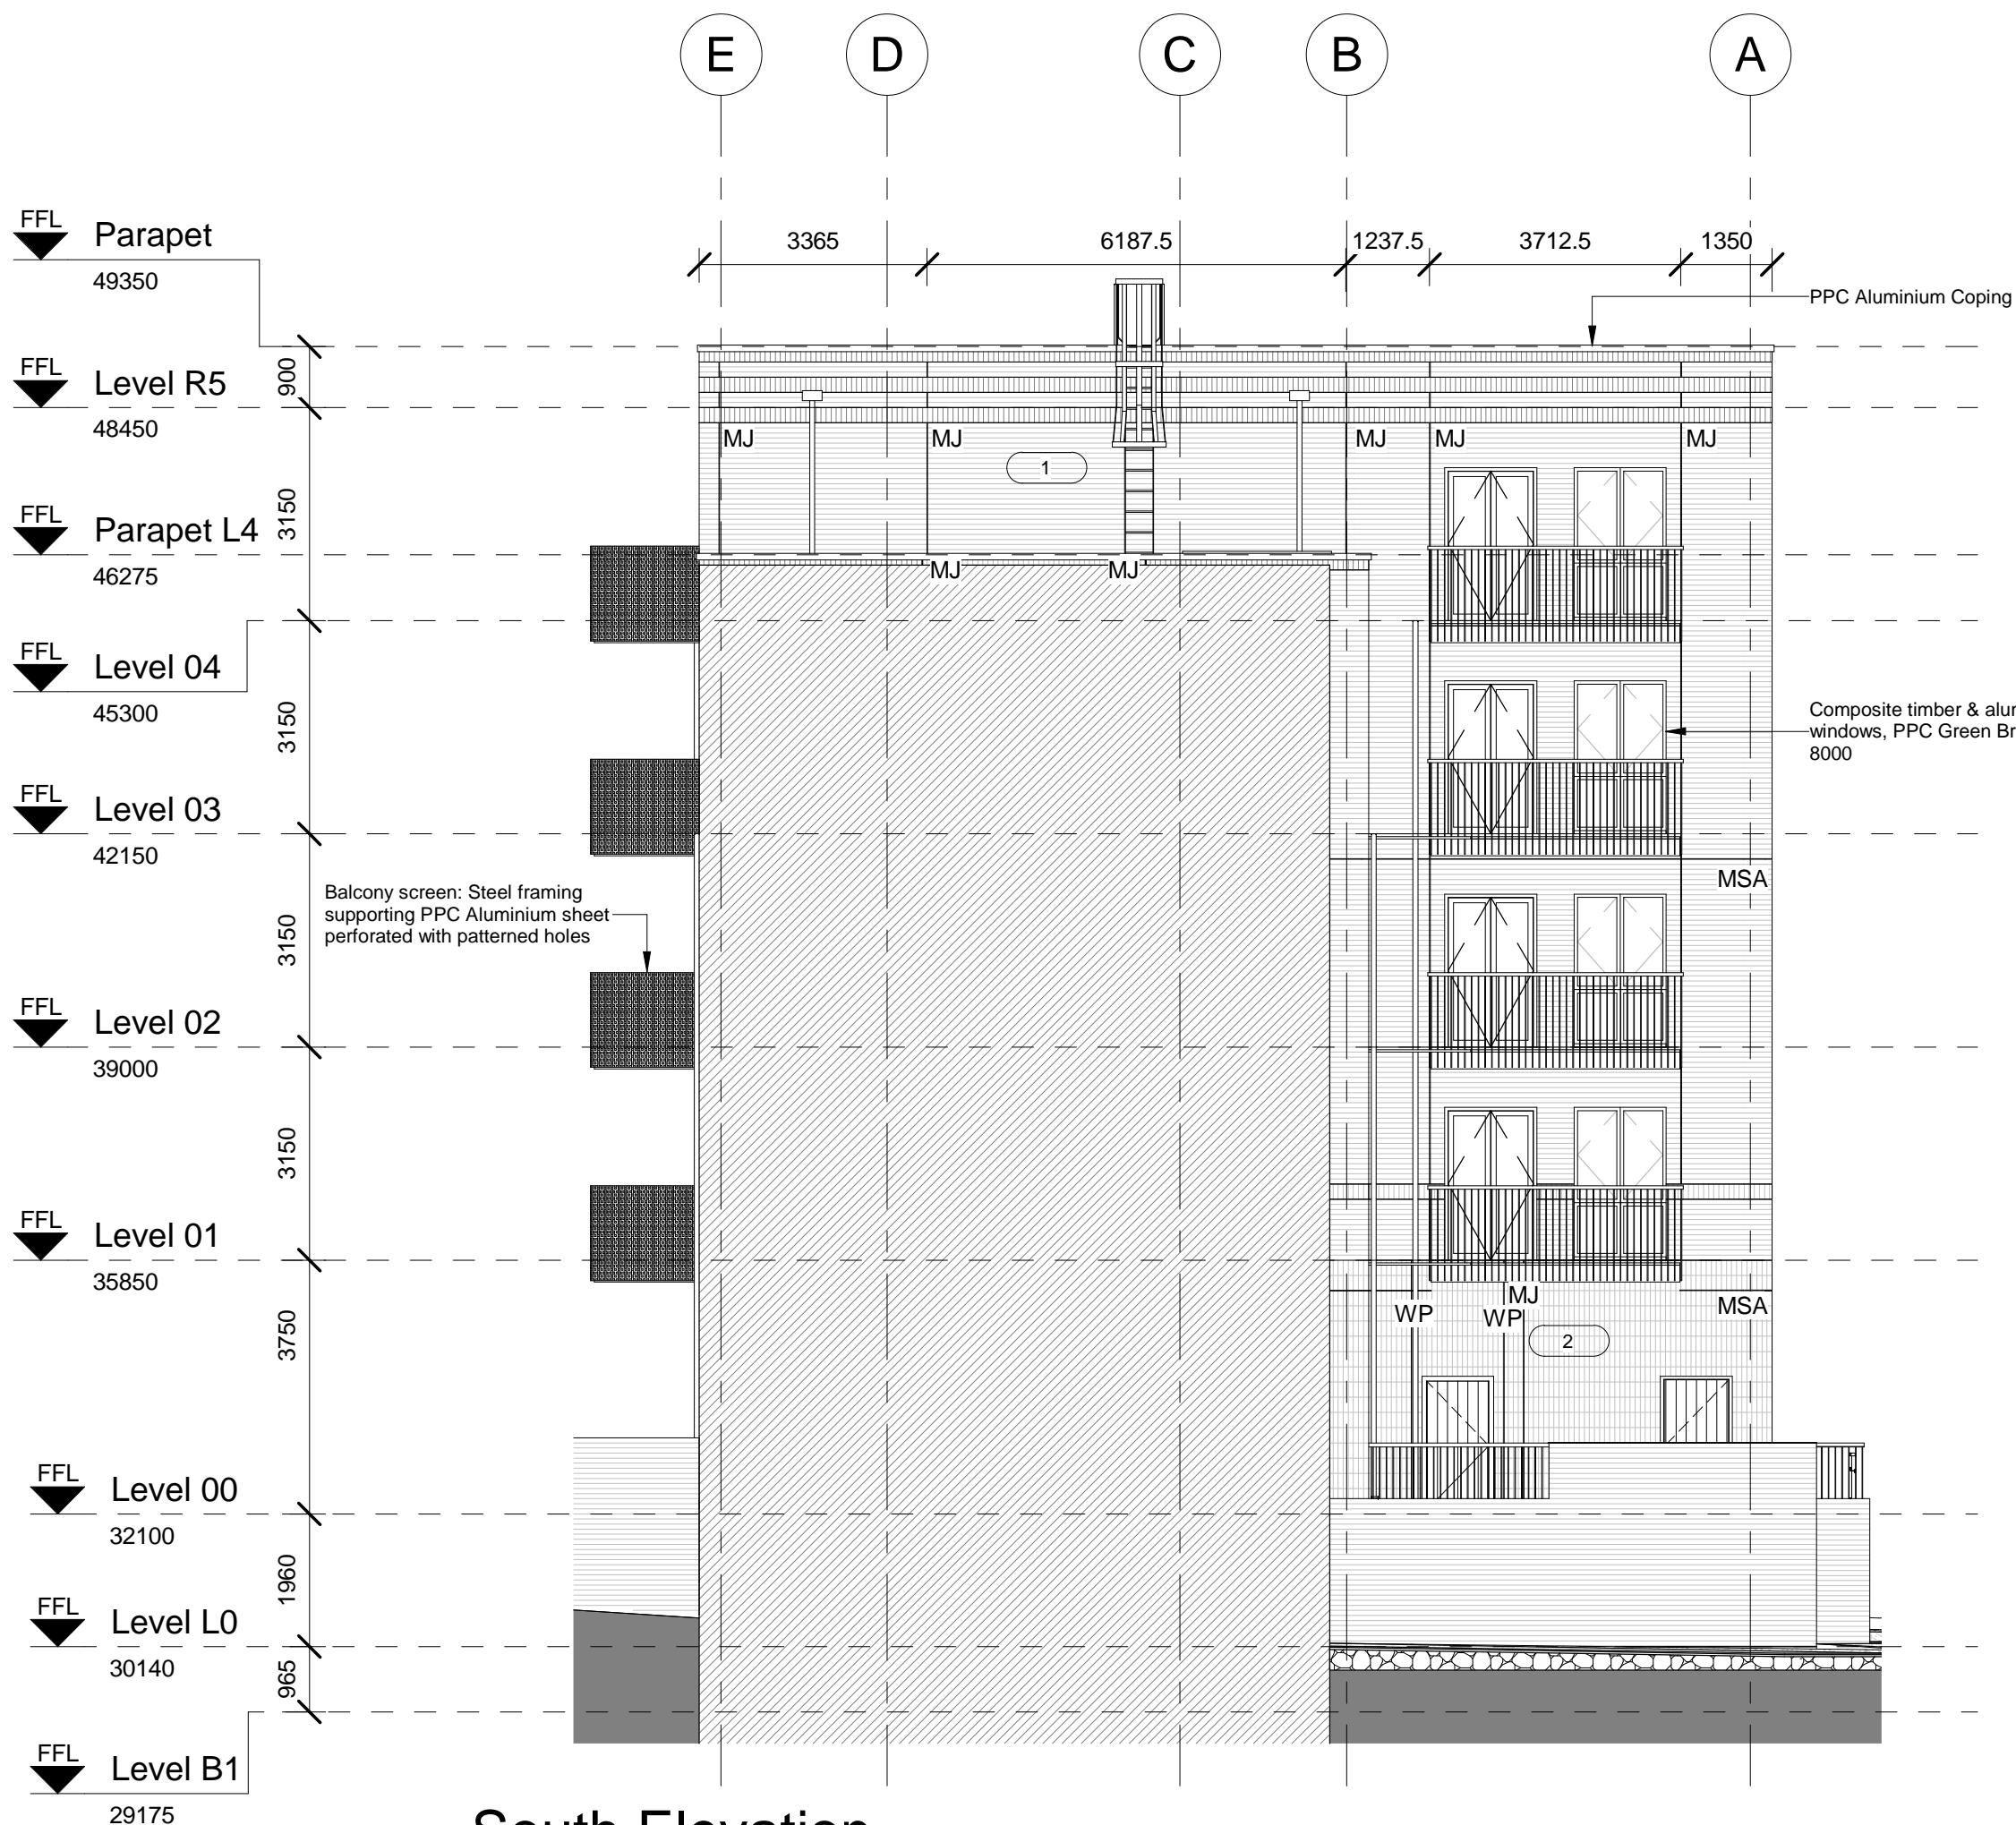 E
D
C
B
A
3365
6187.5
1237.5
3712.5
1350
FFL
Parapet
49350
PPC Aluminium Coping
900
FFL
Level R5
48450
MJ
MJ
MJ
MJ
MJ
1
3150
FFL
Parapet L4
46275
MJ
MJ
FFL
Level 04
45300
3150
Composite timber & alu
windows, PPC Green Br
8000
FFL
Level 03
42150
MSA
Balcony screen: Steel framing
supporting PPC Aluminium sheet
perforated with patterned holes
3150
FFL
Level 02
39000
3150
FFL
Level 01
35850
MJ
WP
WP
MSA
3750
2
FFL
Level 00
32100
1960
FFL
Level L0
30140
965
FFL
Level B1
29175
South Elevation